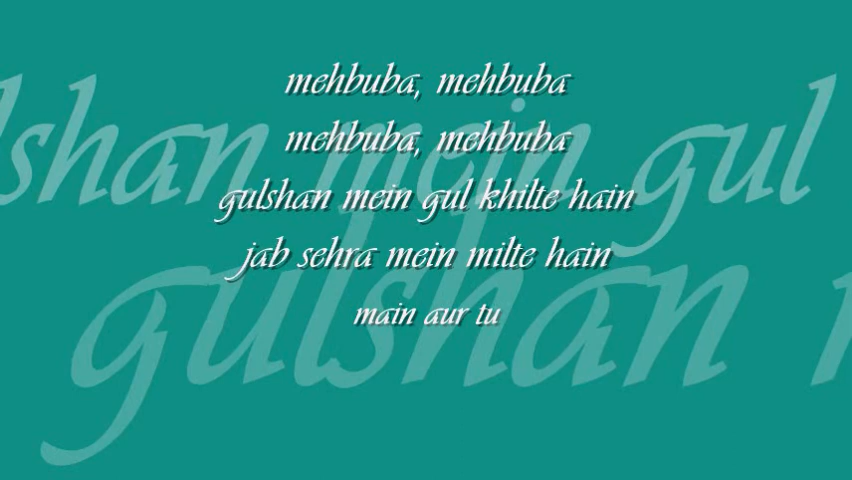 mehbuba, mehbuba
mehbuba, mehbuba
gulshan mein gul khilte hain
jab sehra mein milte hain
main aur tu
lshan mein gul
gulshan